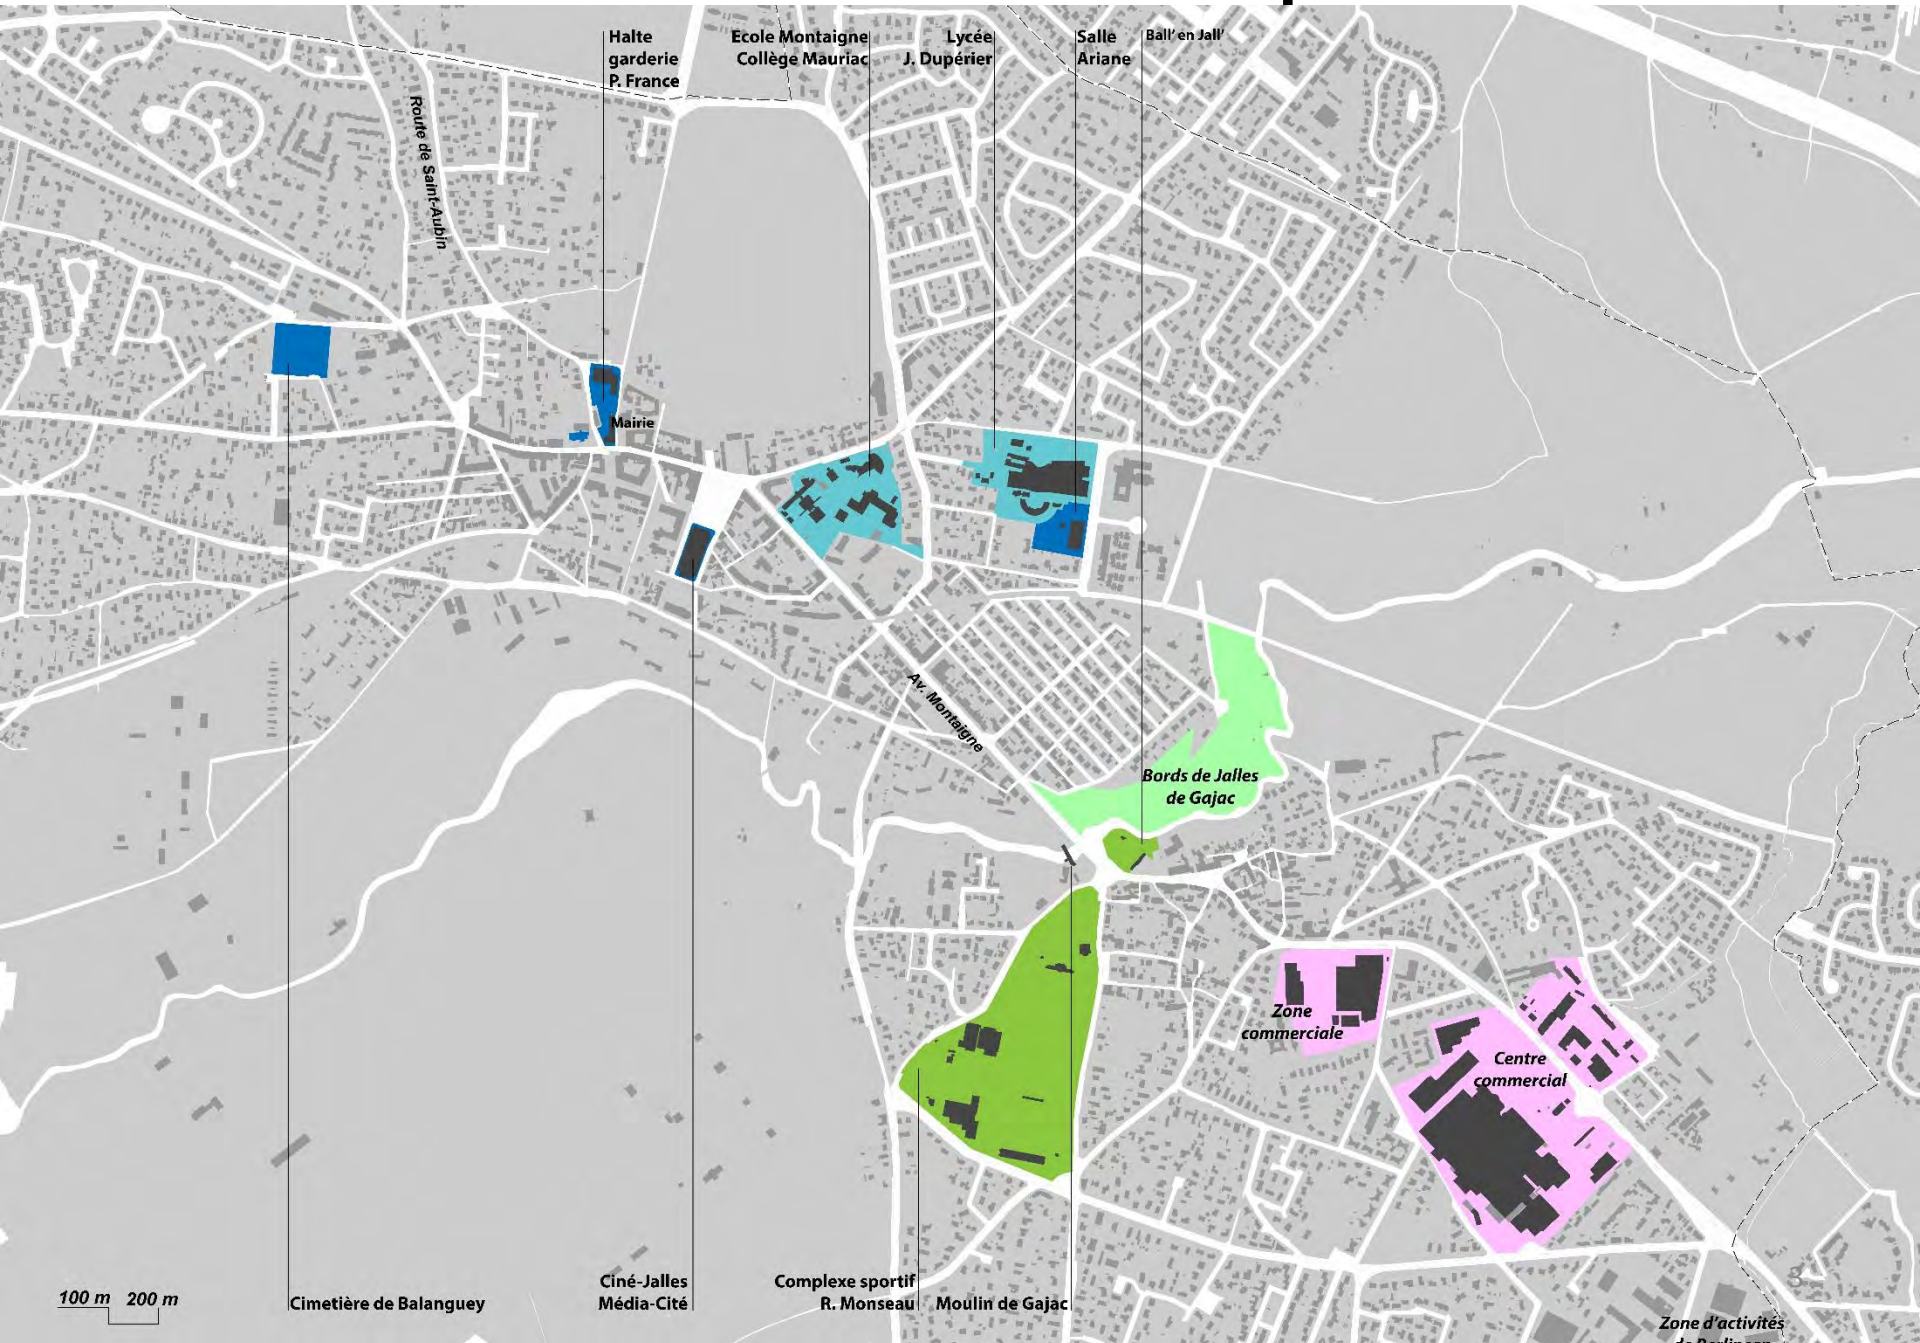 Halte
garderie
P. France
Ecole Montaigne
Collège Mauriac
Lycée
J. Dupérier
Salle
Ariane
Ball' en Jall'
Route de Saint-Aubin
Mairie
Av. Montaigne
Bords de Jalles
de Gajac
Zone
commerciale
Centre
commercial
100 m 200 m
Cimetière de Balanguey
Ciné-Jalles
Média-Cité
Complexe sportif
R. Monseau
Moulin de Gajac
Zone d'activités